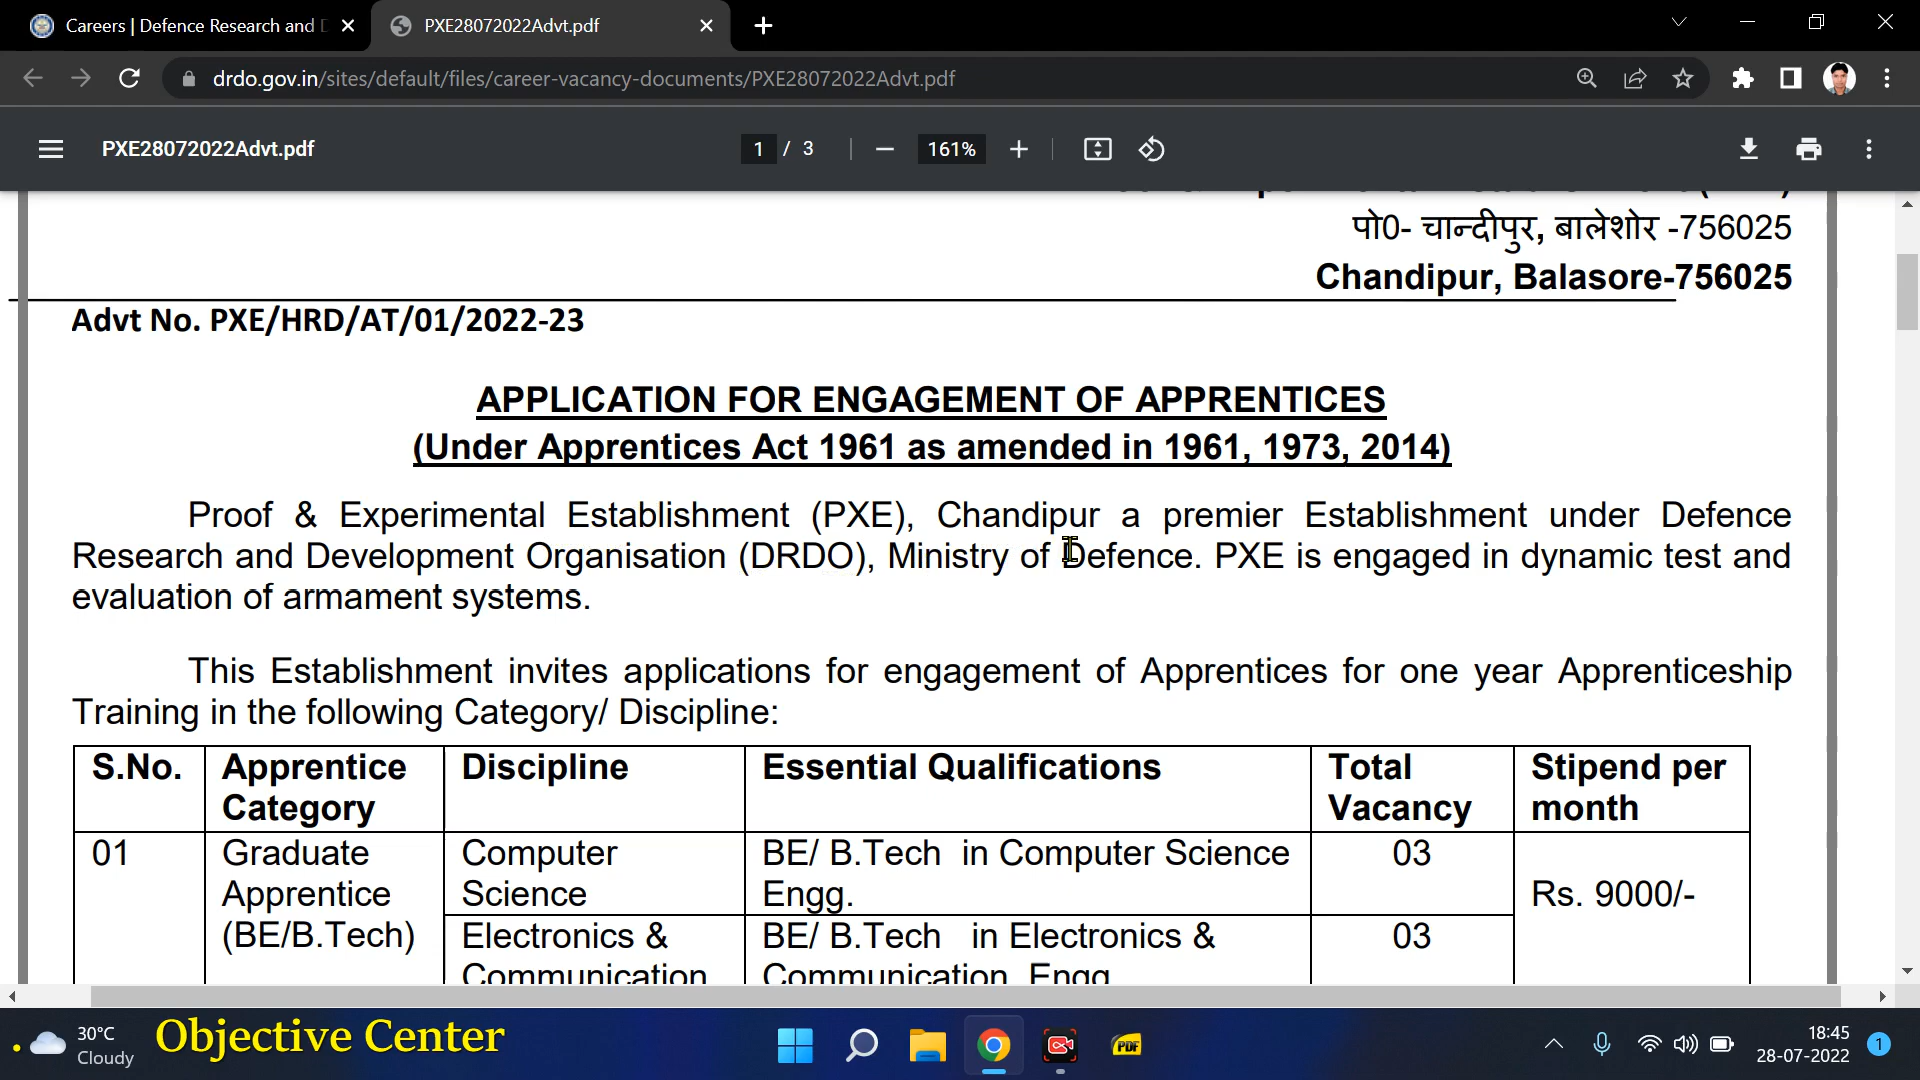 Careers | Defence Research and D
PXE28072022Advt.pdf
drdo.gov.in/sites/default/files/career-vacancy-documents/PXE28072022Advt.pdf
PXE28072022Advt.pdf
1 / 3
161%
पो0- चान्दीपुर, बालेशोर -756025
Chandipur, Balasore-756025
Advt No. PXE/HRD/AT/01/2022-23
APPLICATION FOR ENGAGEMENT OF APPRENTICES
(Under Apprentices Act 1961 as amended in 1961, 1973, 2014)
Proof & Experimental Establishment (PXE), Chandipur a premier Establishment under Defence
Research and Development Organisation (DRDO), Ministry of Defence. PXE is engaged in dynamic test and
evaluation of armament systems.
This Establishment invites applications for engagement of Apprentices for one year Apprenticeship
Training in the following Category/ Discipline:
S.No. Apprentice Category Discipline Essential Qualifications Total Vacancy Stipend per month
01 Graduate Apprentice (BE/B.Tech) Computer Science BE/ B.Tech in Computer Science Engg. 03 Rs. 9000/-
Electronics & Communication BE/ B.Tech in Electronics & Communication Engg 03
30°C
Cloudy
Objective Center
PDF
18:45
28-07-2022
1